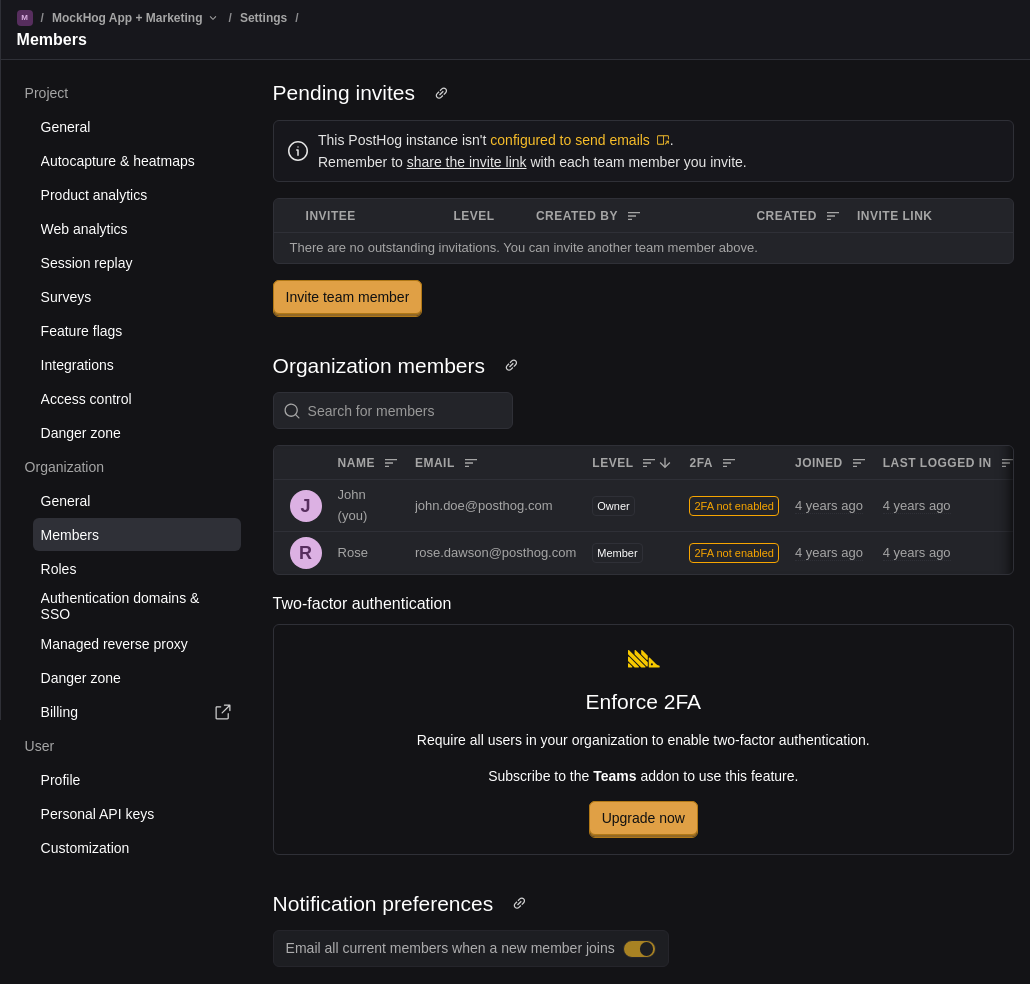 M / MockHog App + Marketing / Settings /
Members
Project
General
Autocapture & heatmaps
Product analytics
Web analytics
Session replay
Surveys
Feature flags
Integrations
Access control
Danger zone
Organization
General
Members
Roles
Authentication domains &
SSO
Managed reverse proxy
Danger zone
Billing
User
Profile
Personal API keys
Customization
Pending invites
This PostHog instance isn't configured to send emails.
Remember to share the invite link with each team member you invite.
INVITEE LEVEL CREATED BY CREATED INVITE LINK
There are no outstanding invitations. You can invite another team member above.
Invite team member
Organization members
Search for members
NAME EMAIL LEVEL 2FA JOINED LAST LOGGED IN
J John (you) john.doe@posthog.com Owner 2FA not enabled 4 years ago 4 years ago
R Rose rose.dawson@posthog.com Member 2FA not enabled 4 years ago 4 years ago
Two-factor authentication
Enforce 2FA
Require all users in your organization to enable two-factor authentication.
Subscribe to the Teams addon to use this feature.
Upgrade now
Notification preferences
Email all current members when a new member joins